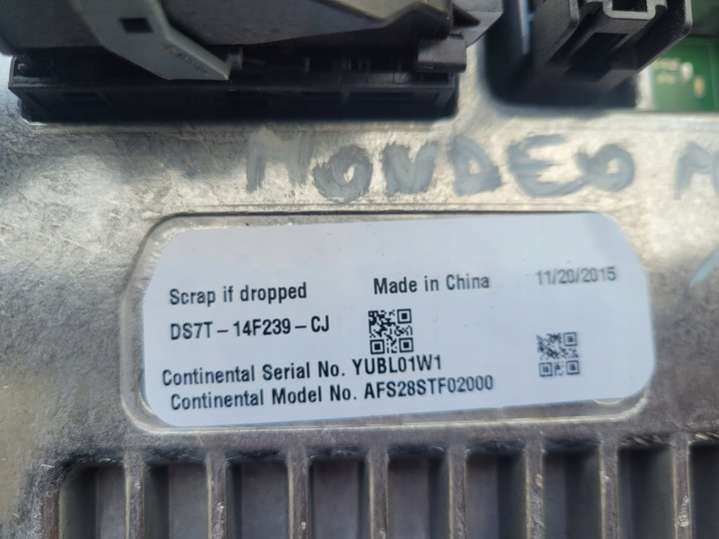 MONDEO
Scrap if dropped Made in China 11/20/2015
DS7T-14F239-CJ
Continental Serial No. YUBL01W1
Continental Model No. AFS28STF02000